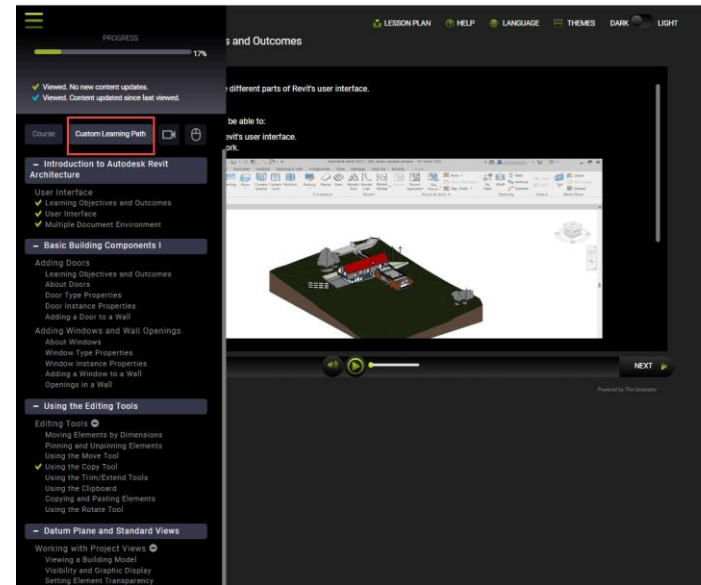 LESSON PLAN
HELP
LANGUAGE
THEMES
DARK
LIGHT
PROGRESS
17%
s and Outcomes
Viewed. No new content updates.
Viewed. Content updated since last viewed.
different parts of Revit's user interface.
be able to:
evit's user interface.
ork.
Course
Custom Learning Path
– Introduction to Autodesk Revit
Architecture
User Interface
Learning Objectives and Outcomes
User Interface
Multiple Document Environment
– Basic Building Components I
Adding Doors
Learning Objectives and Outcomes
About Doors
Door Type Properties
Door Instance Properties
Adding a Door to a Wall
Adding Windows and Wall Openings
About Windows
Window Type Properties
Window Instance Properties
Adding a Window to a Wall
Openings in a Wall
NEXT
Powered by The Generator
– Using the Editing Tools
Editing Tools
Moving Elements by Dimensions
Pinning and Unpinning Elements
Using the Move Tool
Using the Copy Tool
Using the Trim/Extend Tools
Using the Clipboard
Copying and Pasting Elements
Using the Rotate Tool
– Datum Plane and Standard Views
Working with Project Views
Viewing a Building Model
Visibility and Graphic Display
Setting Element Transparency